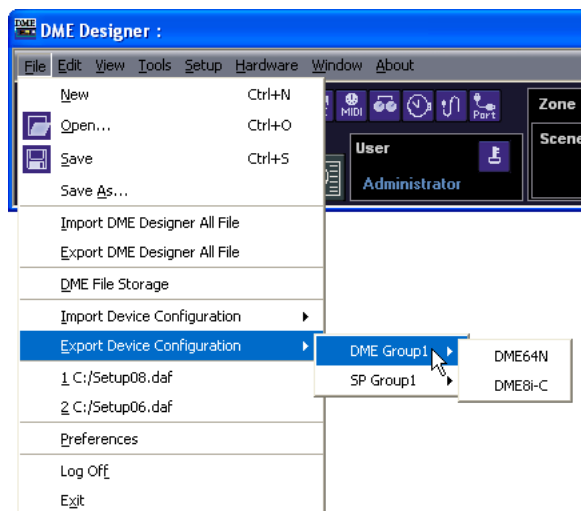 DME Designer :
File Edit View Tools Setup Hardware Window About
New Ctrl+N
Open... Ctrl+O
Save Ctrl+S
Save As...
Import DME Designer All File
Export DME Designer All File
DME File Storage
Import Device Configuration
Export Device Configuration
1 C:/Setup08.daf
2 C:/Setup06.daf
Preferences
Log Off
Exit
DME Group1
SP Group1
DME64N
DME8i-C
MIDI
Port
User
Administrator
Zone
Scene